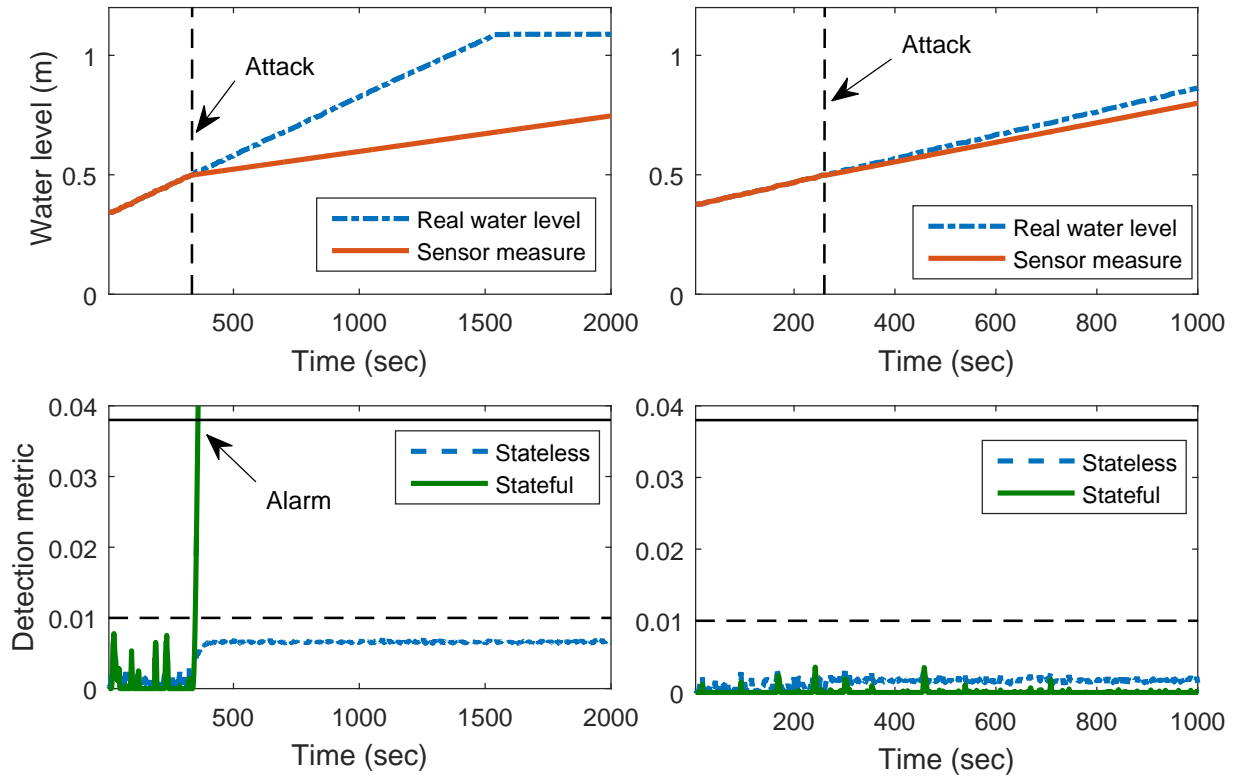 Water level (m)
1
0.5
0
Attack
Real water level
Sensor measure
500
1000
1500
2000
Time (sec)
1
0.5
0
Attack
Real water level
Sensor measure
200
400
600
800
1000
Time (sec)
Detection metric
0.04
0.03
0.02
0.01
0
Stateless
Stateful
Alarm
500
1000
1500
2000
Time (sec)
0.04
0.03
0.02
0.01
0
Stateless
Stateful
200
400
600
800
1000
Time (sec)